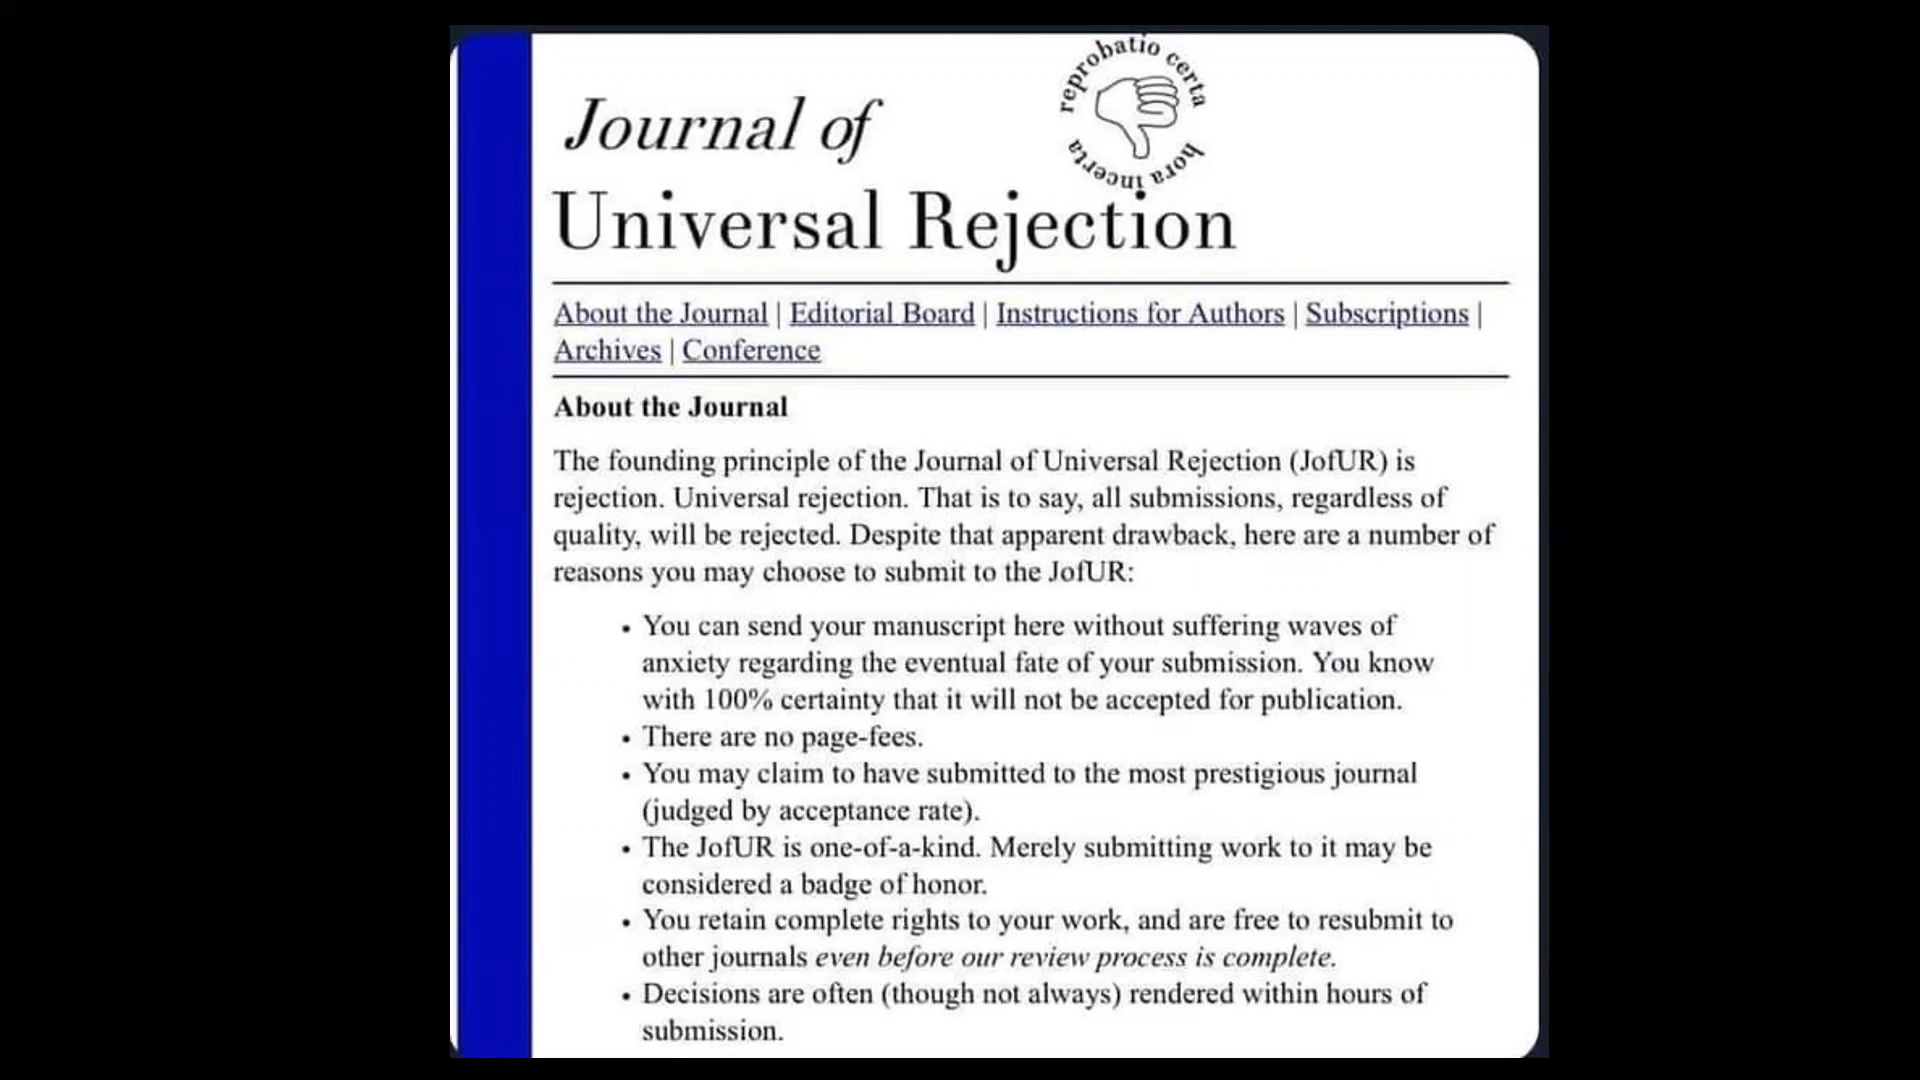 reprobatio certa
hora incerta
Journal of
Universal Rejection
About the Journal | Editorial Board | Instructions for Authors | Subscriptions |
Archives | Conference
About the Journal
The founding principle of the Journal of Universal Rejection (JofUR) is
rejection. Universal rejection. That is to say, all submissions, regardless of
quality, will be rejected. Despite that apparent drawback, here are a number of
reasons you may choose to submit to the JofUR:
• You can send your manuscript here without suffering waves of
anxiety regarding the eventual fate of your submission. You know
with 100% certainty that it will not be accepted for publication.
• There are no page-fees.
• You may claim to have submitted to the most prestigious journal
(judged by acceptance rate).
• The JofUR is one-of-a-kind. Merely submitting work to it may be
considered a badge of honor.
• You retain complete rights to your work, and are free to resubmit to
other journals even before our review process is complete.
• Decisions are often (though not always) rendered within hours of
submission.